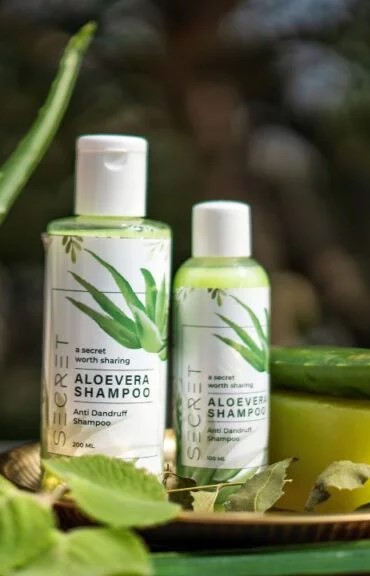 SECRET
a secret
worth sharing
ALOEVERA
SHAMPOO
Anti Dandruff
Shampoo
200 ML
SECRET
a secret
worth sharing
ALOEVERA
SHAMPOO
Anti Dandruff
Shampoo
100 ML